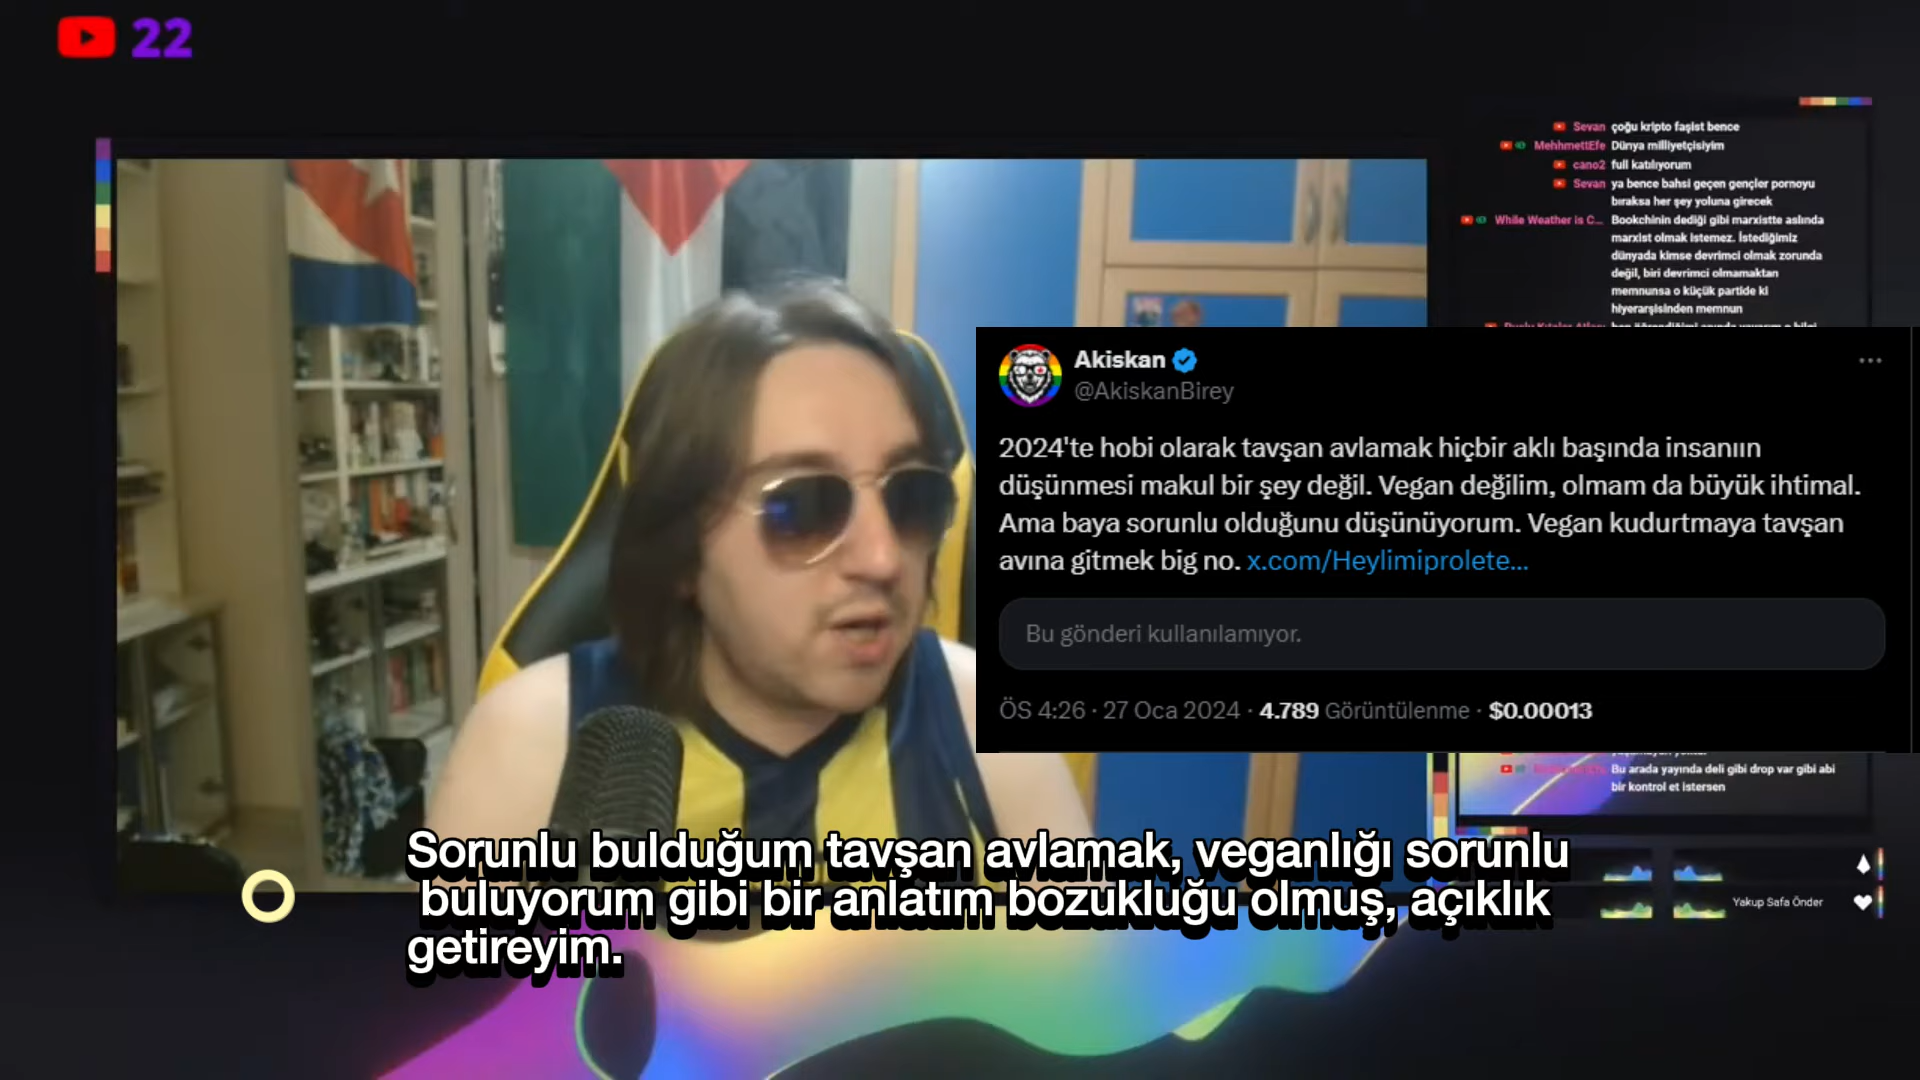 22
Sevan çoğu kripto faşist bence
MehhmettEfe Dünya milliyetçisiyim
cano2 full katılıyorum
Sevan ya bence bahsi geçen gençler pornoyu
bıraksa her şey yoluna girecek
While Weather is C... Bookchinin dediği gibi marxistte aslında
marxist olmak istemez. İstediğimiz
dünyada kimse devrimci olmak zorunda
değil, biri devrimci olmamaktan
memnunsa o küçük partide ki
hiyerarşisinden memnun
Akiskan
@AkiskanBirey
2024'te hobi olarak tavşan avlamak hiçbir aklı başında insanıın
düşünmesi makul bir şey değil. Vegan değilim, olmam da büyük ihtimal.
Ama baya sorunlu olduğunu düşünüyorum. Vegan kudurtmaya tavşan
avına gitmek big no. x.com/Heylimiprolete...
Bu gönderi kullanılamıyor.
ÖS 4:26 · 27 Oca 2024 · 4.789 Görüntülenme · $0.00013
Bu arada yayında deli gibi drop var gibi abi
bir kontrol et istersen
Sorunlu bulduğum tavşan avlamak, veganlığı sorunlu
buluyorum gibi bir anlatım bozukluğu olmuş, açıklık
getireyim.
Yakup Safa Önder